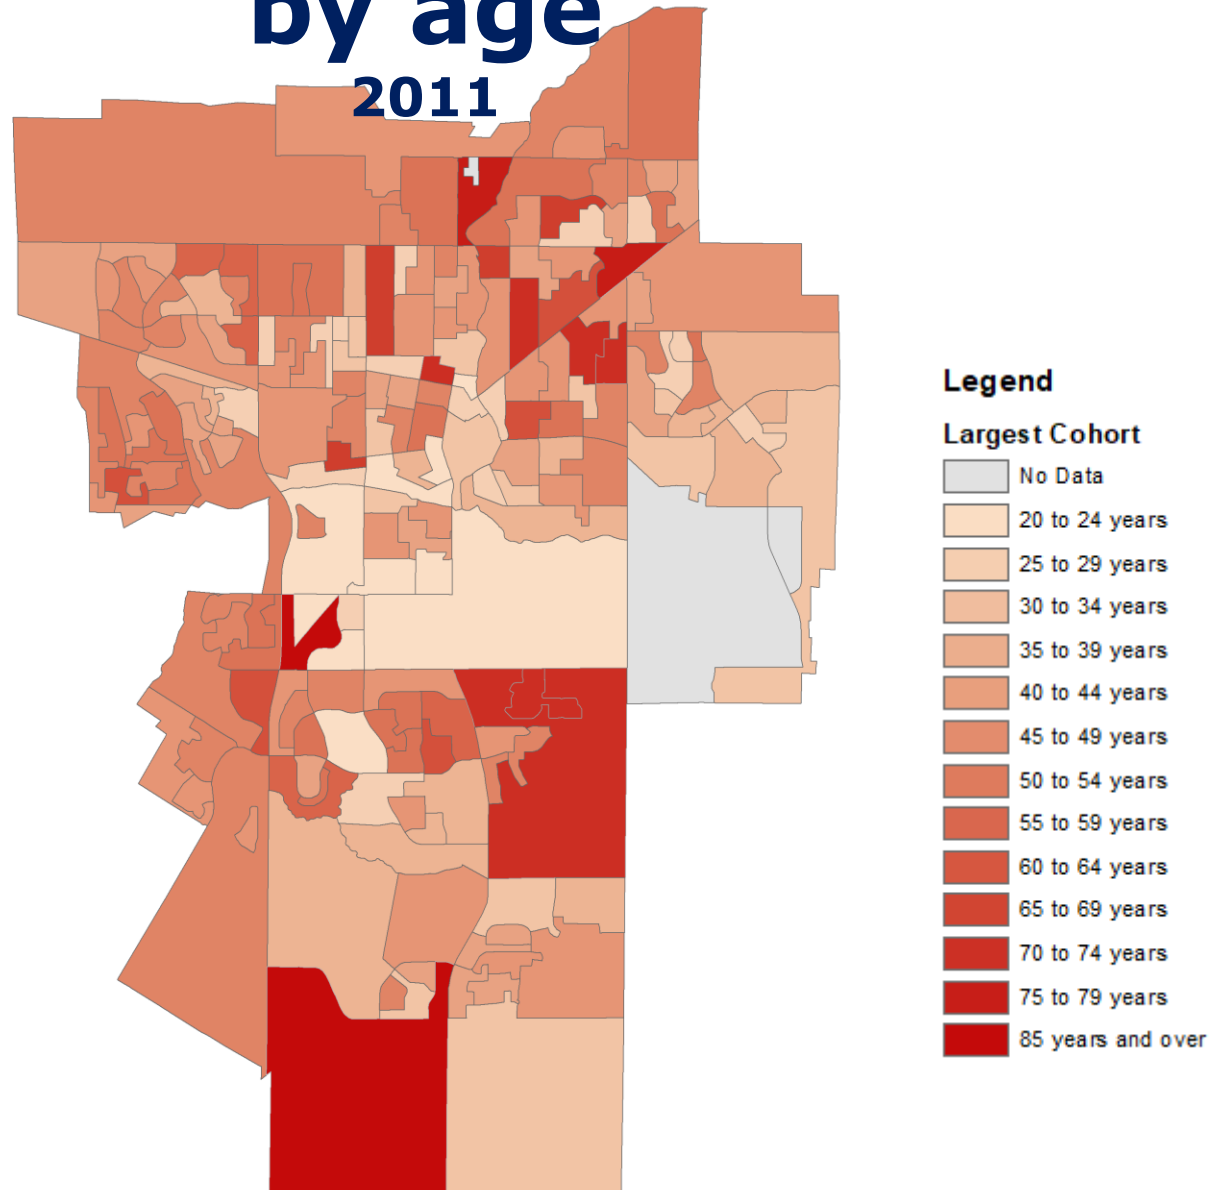 by age
2011
Legend
Largest Cohort
No Data
20 to 24 years
25 to 29 years
30 to 34 years
35 to 39 years
40 to 44 years
45 to 49 years
50 to 54 years
55 to 59 years
60 to 64 years
65 to 69 years
70 to 74 years
75 to 79 years
85 years and over